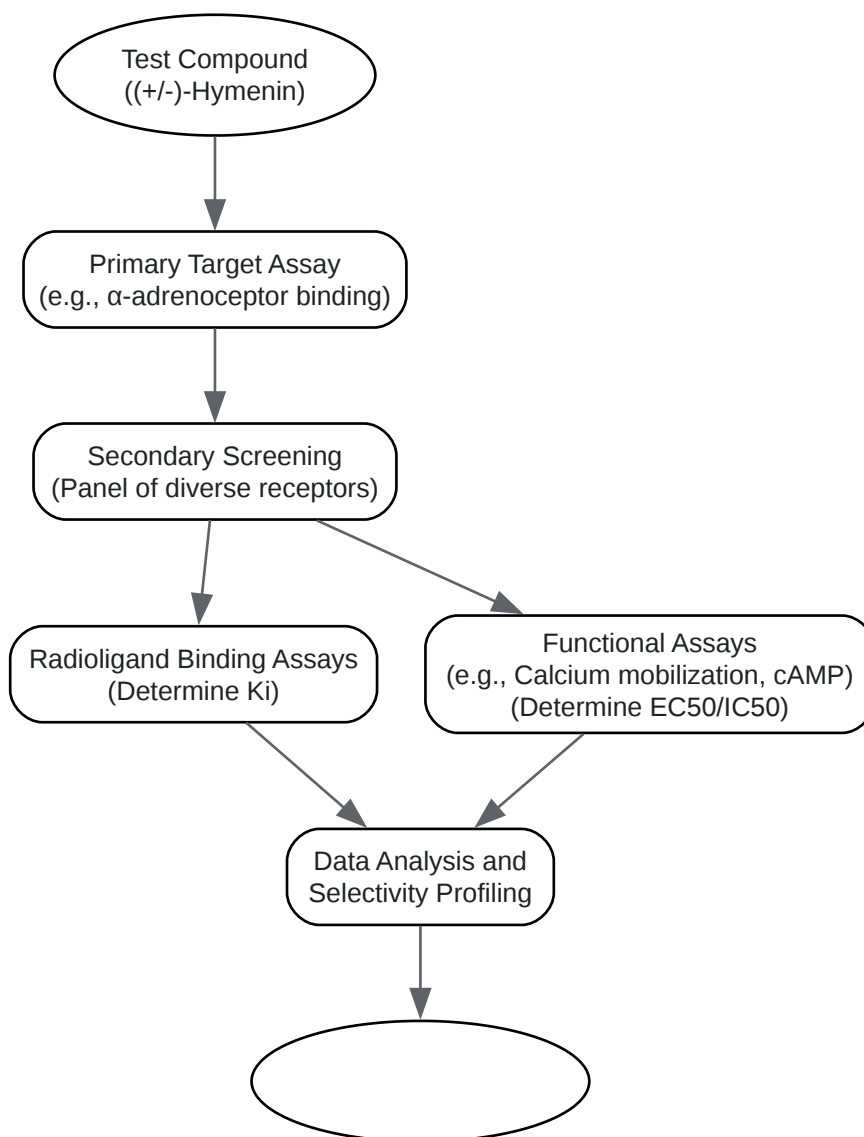 Test Compound
((+/-)-Hymenin)
Primary Target Assay
(e.g., α-adrenoceptor binding)
Secondary Screening
(Panel of diverse receptors)
Radioligand Binding Assays
(Determine Ki)
Functional Assays
(e.g., Calcium mobilization, cAMP)
(Determine EC50/IC50)
Data Analysis and
Selectivity Profiling